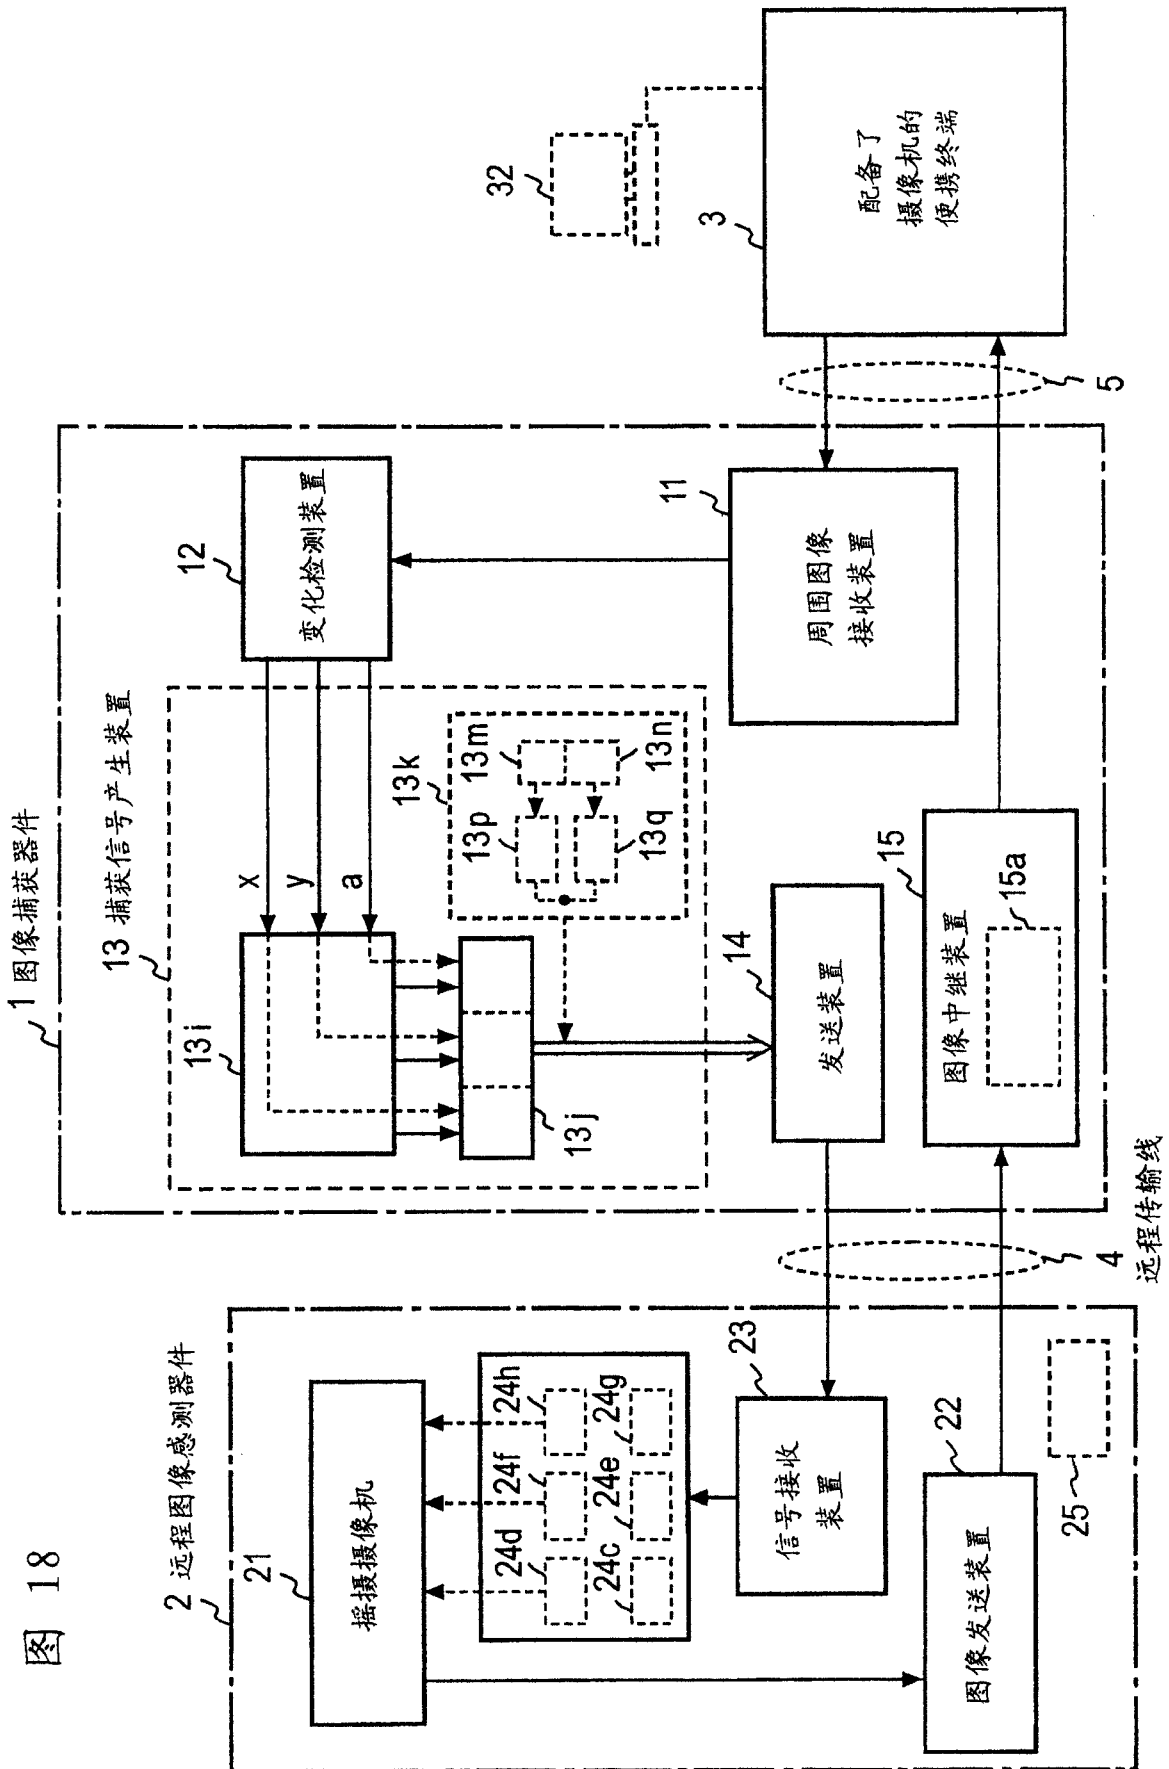 图 18
2 远程图像感测器件
21
摇摄摄像机
24d
24f
24h
24c
24e
24g
23
信号接收
装置
22
图像发送装置
25
4
远程传输线
1 图像捕获器件
13 捕获信号产生装置
13i
x
y
a
13j
13k
13m
13n
13p
13q
12
变化检测装置
11
周围图像
接收装置
14
发送装置
15
图像中继装置
15a
5
3
配备了
摄像机的
便携终端
32